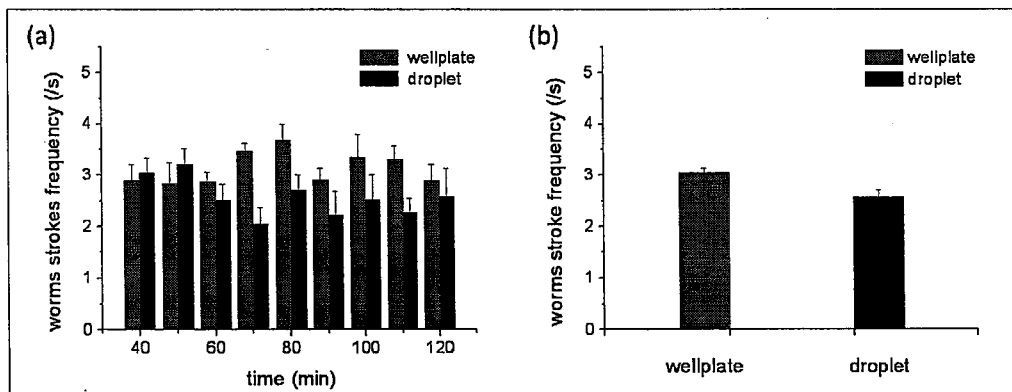 (a)
wellplate
droplet
worms strokes frequency (/s)
5
4
3
2
1
0
40 60 80 100 120
time (min)
(b)
wellplate
droplet
worms stroke frequency (/s)
5
4
3
2
1
0
wellplate droplet